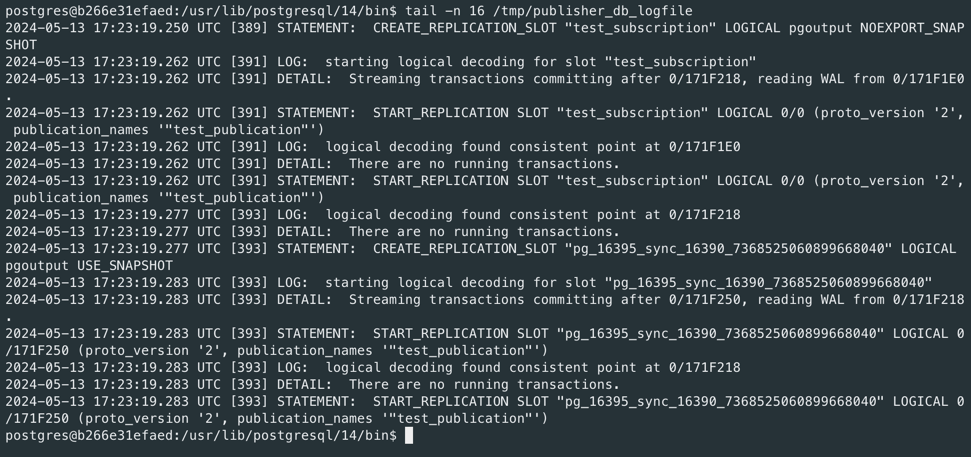 postgres@b266e31efaed:/usr/lib/postgresql/14/bin$ tail -n 16 /tmp/publisher_db_logfile
2024-05-13 17:23:19.250 UTC [389] STATEMENT:  CREATE_REPLICATION_SLOT "test_subscription" LOGICAL pgoutput NOEXPORT_SNAP
SHOT
2024-05-13 17:23:19.262 UTC [391] LOG:  starting logical decoding for slot "test_subscription"
2024-05-13 17:23:19.262 UTC [391] DETAIL:  Streaming transactions committing after 0/171F218, reading WAL from 0/171F1E0
.
2024-05-13 17:23:19.262 UTC [391] STATEMENT:  START_REPLICATION SLOT "test_subscription" LOGICAL 0/0 (proto_version '2',
 publication_names '"test_publication"')
2024-05-13 17:23:19.262 UTC [391] LOG:  logical decoding found consistent point at 0/171F1E0
2024-05-13 17:23:19.262 UTC [391] DETAIL:  There are no running transactions.
2024-05-13 17:23:19.262 UTC [391] STATEMENT:  START_REPLICATION SLOT "test_subscription" LOGICAL 0/0 (proto_version '2',
 publication_names '"test_publication"')
2024-05-13 17:23:19.277 UTC [393] LOG:  logical decoding found consistent point at 0/171F218
2024-05-13 17:23:19.277 UTC [393] DETAIL:  There are no running transactions.
2024-05-13 17:23:19.277 UTC [393] STATEMENT:  CREATE_REPLICATION_SLOT "pg_16395_sync_16390_7368525060899668040" LOGICAL
pgoutput USE_SNAPSHOT
2024-05-13 17:23:19.283 UTC [393] LOG:  starting logical decoding for slot "pg_16395_sync_16390_7368525060899668040"
2024-05-13 17:23:19.283 UTC [393] DETAIL:  Streaming transactions committing after 0/171F250, reading WAL from 0/171F218
.
2024-05-13 17:23:19.283 UTC [393] STATEMENT:  START_REPLICATION SLOT "pg_16395_sync_16390_7368525060899668040" LOGICAL 0
/171F250 (proto_version '2', publication_names '"test_publication"')
2024-05-13 17:23:19.283 UTC [393] LOG:  logical decoding found consistent point at 0/171F218
2024-05-13 17:23:19.283 UTC [393] DETAIL:  There are no running transactions.
2024-05-13 17:23:19.283 UTC [393] STATEMENT:  START_REPLICATION SLOT "pg_16395_sync_16390_7368525060899668040" LOGICAL 0
/171F250 (proto_version '2', publication_names '"test_publication"')
postgres@b266e31efaed:/usr/lib/postgresql/14/bin$